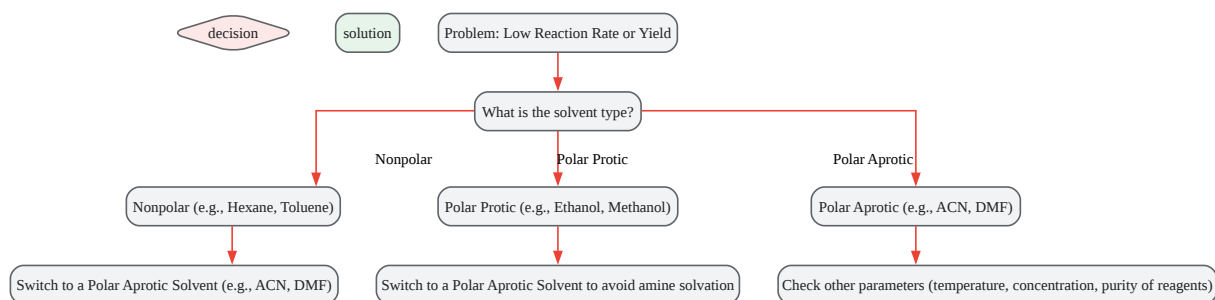 decision
solution
Problem: Low Reaction Rate or Yield
What is the solvent type?
Nonpolar
Polar Protic
Polar Aprotic
Nonpolar (e.g., Hexane, Toluene)
Polar Protic (e.g., Ethanol, Methanol)
Polar Aprotic (e.g., ACN, DMF)
Switch to a Polar Aprotic Solvent (e.g., ACN, DMF)
Switch to a Polar Aprotic Solvent to avoid amine solvation
Check other parameters (temperature, concentration, purity of reagents)